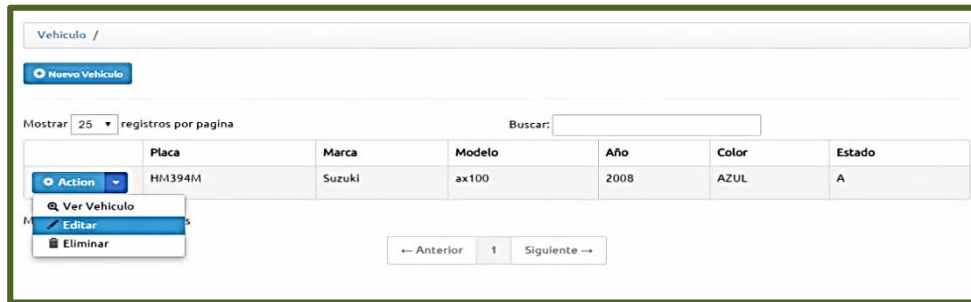 Vehiculo /
Nuevo Vehiculo
Mostrar 25 registros por pagina Buscar:
Placa Marca Modelo Año Color Estado
Action HM394M Suzuki ax100 2008 AZUL A
Ver Vehiculo
M Editar s
Eliminar
← Anterior 1 Siguiente →